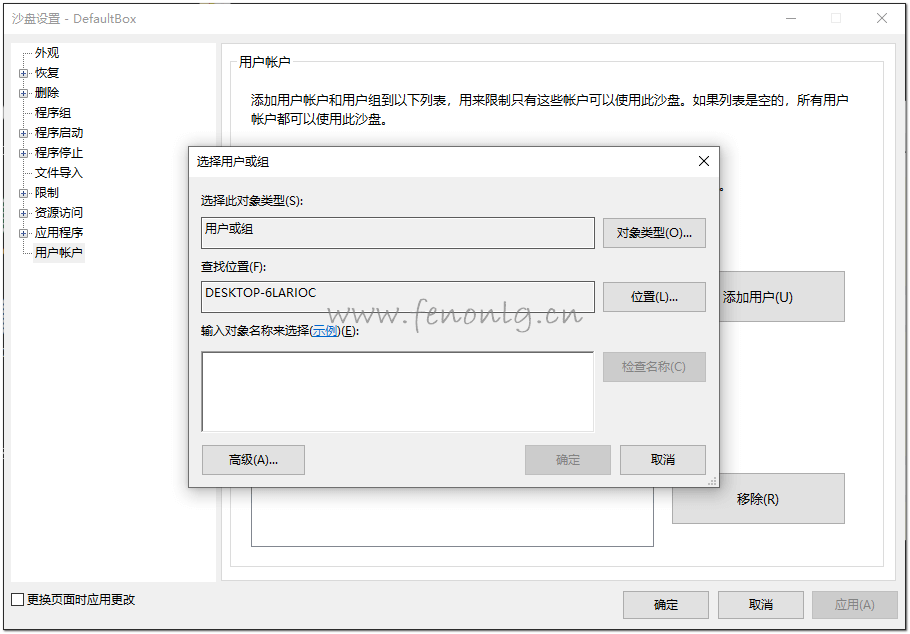 沙盘设置 - DefaultBox
外观
恢复
删除
程序组
程序启动
程序停止
文件导入
限制
资源访问
应用程序
用户帐户
用户帐户
添加用户帐户和用户组到以下列表，用来限制只有这些帐户可以使用此沙盘。如果列表是空的，所有用户
帐户都可以使用此沙盘。
。
选择用户或组
选择此对象类型(S):
用户或组
对象类型(O)...
查找位置(F):
DESKTOP-6LARIOC
位置(L)...
www.fenonlg.cn
输入对象名称来选择(示例)(E):
检查名称(C)
高级(A)...
确定
取消
添加用户(U)
移除(R)
更换页面时应用更改
确定
取消
应用(A)